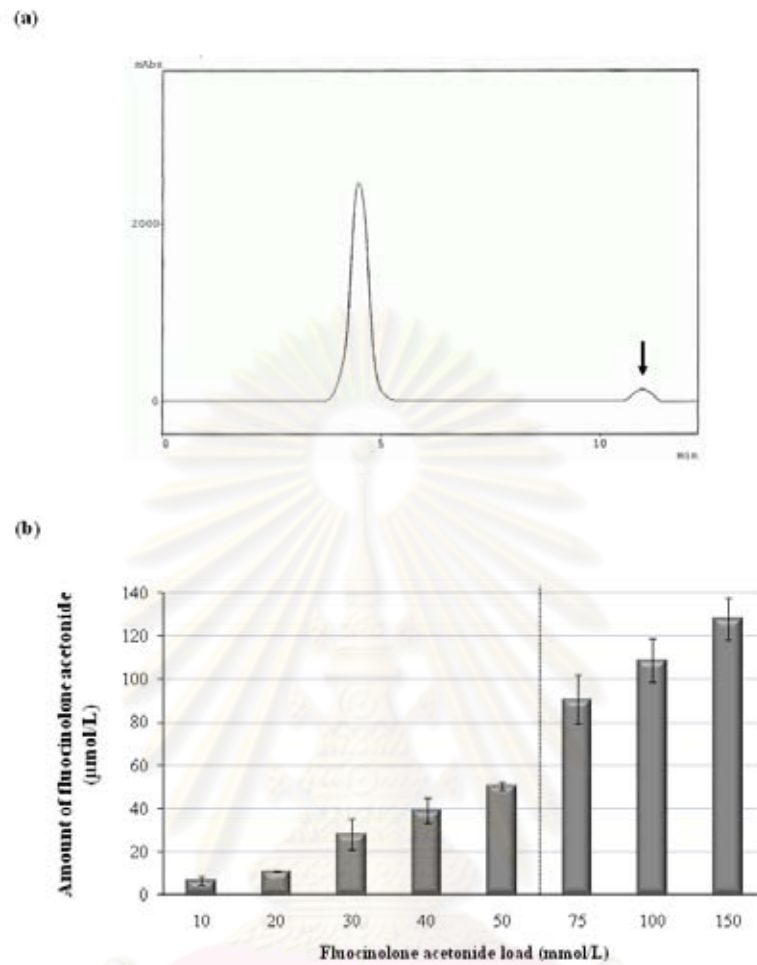 (a)
mAbs
2000
0
0 5 10
min
(b)
Amount of fluocinolone acetonide
(µmol/L)
140
120
100
80
60
40
20
0
10 20 30 40 50 75 100 150
Fluocinolone acetonide load (mmol/L)